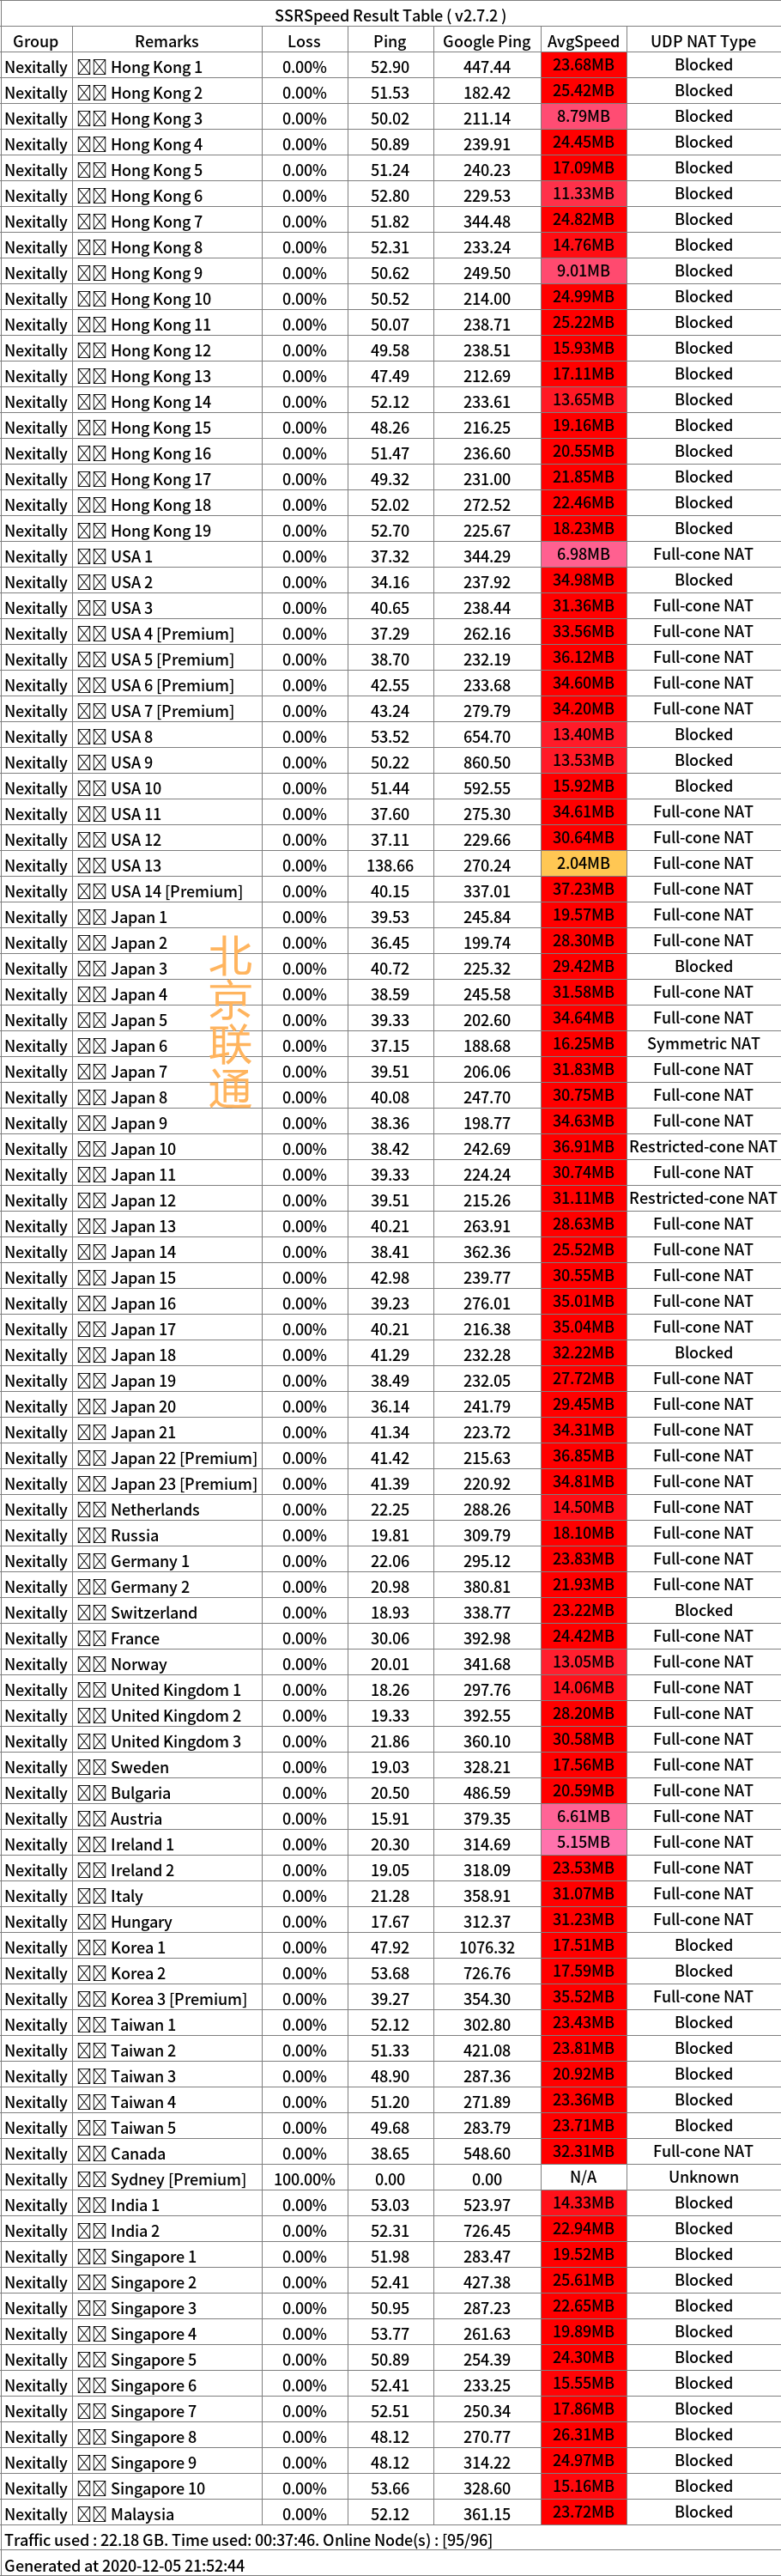 SSRSpeed Result Table ( v2.7.2 )
Group Remarks Loss Ping Google Ping AvgSpeed UDP NAT Type
Nexitally Hong Kong 1 0.00% 52.90 447.44 23.68MB Blocked
Nexitally Hong Kong 2 0.00% 51.53 182.42 25.42MB Blocked
Nexitally Hong Kong 3 0.00% 50.02 211.14 8.79MB Blocked
Nexitally Hong Kong 4 0.00% 50.89 239.91 24.45MB Blocked
Nexitally Hong Kong 5 0.00% 51.24 240.23 17.09MB Blocked
Nexitally Hong Kong 6 0.00% 52.80 229.53 11.33MB Blocked
Nexitally Hong Kong 7 0.00% 51.82 344.48 24.82MB Blocked
Nexitally Hong Kong 8 0.00% 52.31 233.24 14.76MB Blocked
Nexitally Hong Kong 9 0.00% 50.62 249.50 9.01MB Blocked
Nexitally Hong Kong 10 0.00% 50.52 214.00 24.99MB Blocked
Nexitally Hong Kong 11 0.00% 50.07 238.71 25.22MB Blocked
Nexitally Hong Kong 12 0.00% 49.58 238.51 15.93MB Blocked
Nexitally Hong Kong 13 0.00% 47.49 212.69 17.11MB Blocked
Nexitally Hong Kong 14 0.00% 52.12 233.61 13.65MB Blocked
Nexitally Hong Kong 15 0.00% 48.26 216.25 19.16MB Blocked
Nexitally Hong Kong 16 0.00% 51.47 236.60 20.55MB Blocked
Nexitally Hong Kong 17 0.00% 49.32 231.00 21.85MB Blocked
Nexitally Hong Kong 18 0.00% 52.02 272.52 22.46MB Blocked
Nexitally Hong Kong 19 0.00% 52.70 225.67 18.23MB Blocked
Nexitally USA 1 0.00% 37.32 344.29 6.98MB Full-cone NAT
Nexitally USA 2 0.00% 34.16 237.92 34.98MB Blocked
Nexitally USA 3 0.00% 40.65 238.44 31.36MB Full-cone NAT
Nexitally USA 4 [Premium] 0.00% 37.29 262.16 33.56MB Full-cone NAT
Nexitally USA 5 [Premium] 0.00% 38.70 232.19 36.12MB Full-cone NAT
Nexitally USA 6 [Premium] 0.00% 42.55 233.68 34.60MB Full-cone NAT
Nexitally USA 7 [Premium] 0.00% 43.24 279.79 34.20MB Full-cone NAT
Nexitally USA 8 0.00% 53.52 654.70 13.40MB Blocked
Nexitally USA 9 0.00% 50.22 860.50 13.53MB Blocked
Nexitally USA 10 0.00% 51.44 592.55 15.92MB Blocked
Nexitally USA 11 0.00% 37.60 275.30 34.61MB Full-cone NAT
Nexitally USA 12 0.00% 37.11 229.66 30.64MB Full-cone NAT
Nexitally USA 13 0.00% 138.66 270.24 2.04MB Full-cone NAT
Nexitally USA 14 [Premium] 0.00% 40.15 337.01 37.23MB Full-cone NAT
Nexitally Japan 1 0.00% 39.53 245.84 19.57MB Full-cone NAT
Nexitally Japan 2 0.00% 36.45 199.74 28.30MB Full-cone NAT
Nexitally Japan 3 0.00% 40.72 225.32 29.42MB Blocked
Nexitally Japan 4 0.00% 38.59 245.58 31.58MB Full-cone NAT
Nexitally Japan 5 0.00% 39.33 202.60 34.64MB Full-cone NAT
Nexitally Japan 6 0.00% 37.15 188.68 16.25MB Symmetric NAT
Nexitally Japan 7 0.00% 39.51 206.06 31.83MB Full-cone NAT
Nexitally Japan 8 0.00% 40.08 247.70 30.75MB Full-cone NAT
Nexitally Japan 9 0.00% 38.36 198.77 34.63MB Full-cone NAT
Nexitally Japan 10 0.00% 38.42 242.69 36.91MB Restricted-cone NAT
Nexitally Japan 11 0.00% 39.33 224.24 30.74MB Full-cone NAT
Nexitally Japan 12 0.00% 39.51 215.26 31.11MB Restricted-cone NAT
Nexitally Japan 13 0.00% 40.21 263.91 28.63MB Full-cone NAT
Nexitally Japan 14 0.00% 38.41 362.36 25.52MB Full-cone NAT
Nexitally Japan 15 0.00% 42.98 239.77 30.55MB Full-cone NAT
Nexitally Japan 16 0.00% 39.23 276.01 35.01MB Full-cone NAT
Nexitally Japan 17 0.00% 40.21 216.38 35.04MB Full-cone NAT
Nexitally Japan 18 0.00% 41.29 232.28 32.22MB Blocked
Nexitally Japan 19 0.00% 38.49 232.05 27.72MB Full-cone NAT
Nexitally Japan 20 0.00% 36.14 241.79 29.45MB Full-cone NAT
Nexitally Japan 21 0.00% 41.34 223.72 34.31MB Full-cone NAT
Nexitally Japan 22 [Premium] 0.00% 41.42 215.63 36.85MB Full-cone NAT
Nexitally Japan 23 [Premium] 0.00% 41.39 220.92 34.81MB Full-cone NAT
Nexitally Netherlands 0.00% 22.25 288.26 14.50MB Full-cone NAT
Nexitally Russia 0.00% 19.81 309.79 18.10MB Full-cone NAT
Nexitally Germany 1 0.00% 22.06 295.12 23.83MB Full-cone NAT
Nexitally Germany 2 0.00% 20.98 380.81 21.93MB Full-cone NAT
Nexitally Switzerland 0.00% 18.93 338.77 23.22MB Blocked
Nexitally France 0.00% 30.06 392.98 24.42MB Full-cone NAT
Nexitally Norway 0.00% 20.01 341.68 13.05MB Full-cone NAT
Nexitally United Kingdom 1 0.00% 18.26 297.76 14.06MB Full-cone NAT
Nexitally United Kingdom 2 0.00% 19.33 392.55 28.20MB Full-cone NAT
Nexitally United Kingdom 3 0.00% 21.86 360.10 30.58MB Full-cone NAT
Nexitally Sweden 0.00% 19.03 328.21 17.56MB Full-cone NAT
Nexitally Bulgaria 0.00% 20.50 486.59 20.59MB Full-cone NAT
Nexitally Austria 0.00% 15.91 379.35 6.61MB Full-cone NAT
Nexitally Ireland 1 0.00% 20.30 314.69 5.15MB Full-cone NAT
Nexitally Ireland 2 0.00% 19.05 318.09 23.53MB Full-cone NAT
Nexitally Italy 0.00% 21.28 358.91 31.07MB Full-cone NAT
Nexitally Hungary 0.00% 17.67 312.37 31.23MB Full-cone NAT
Nexitally Korea 1 0.00% 47.92 1076.32 17.51MB Blocked
Nexitally Korea 2 0.00% 53.68 726.76 17.59MB Blocked
Nexitally Korea 3 [Premium] 0.00% 39.27 354.30 35.52MB Full-cone NAT
Nexitally Taiwan 1 0.00% 52.12 302.80 23.43MB Blocked
Nexitally Taiwan 2 0.00% 51.33 421.08 23.81MB Blocked
Nexitally Taiwan 3 0.00% 48.90 287.36 20.92MB Blocked
Nexitally Taiwan 4 0.00% 51.20 271.89 23.36MB Blocked
Nexitally Taiwan 5 0.00% 49.68 283.79 23.71MB Blocked
Nexitally Canada 0.00% 38.65 548.60 32.31MB Full-cone NAT
Nexitally Sydney [Premium] 100.00% 0.00 0.00 N/A Unknown
Nexitally India 1 0.00% 53.03 523.97 14.33MB Blocked
Nexitally India 2 0.00% 52.31 726.45 22.94MB Blocked
Nexitally Singapore 1 0.00% 51.98 283.47 19.52MB Blocked
Nexitally Singapore 2 0.00% 52.41 427.38 25.61MB Blocked
Nexitally Singapore 3 0.00% 50.95 287.23 22.65MB Blocked
Nexitally Singapore 4 0.00% 53.77 261.63 19.89MB Blocked
Nexitally Singapore 5 0.00% 50.89 254.39 24.30MB Blocked
Nexitally Singapore 6 0.00% 52.41 233.25 15.55MB Blocked
Nexitally Singapore 7 0.00% 52.51 250.34 17.86MB Blocked
Nexitally Singapore 8 0.00% 48.12 270.77 26.31MB Blocked
Nexitally Singapore 9 0.00% 48.12 314.22 24.97MB Blocked
Nexitally Singapore 10 0.00% 53.66 328.60 15.16MB Blocked
Nexitally Malaysia 0.00% 52.12 361.15 23.72MB Blocked
Traffic used : 22.18 GB. Time used: 00:37:46. Online Node(s) : [95/96]
Generated at 2020-12-05 21:52:44
北京联通